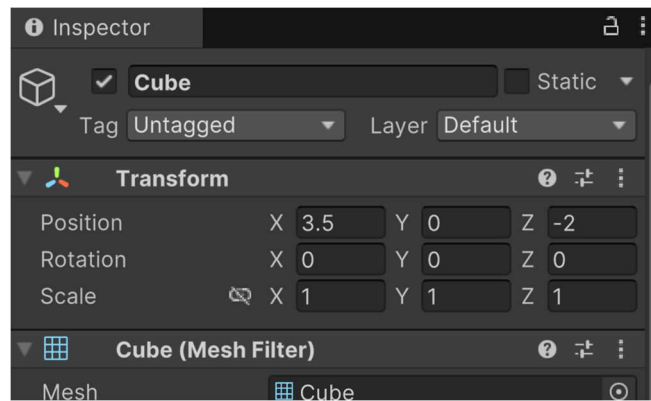 Inspector
Cube Static
Tag Untagged Layer Default
Transform
Position X 3.5 Y 0 Z -2
Rotation X 0 Y 0 Z 0
Scale X 1 Y 1 Z 1
Cube (Mesh Filter)
Mesh Cube